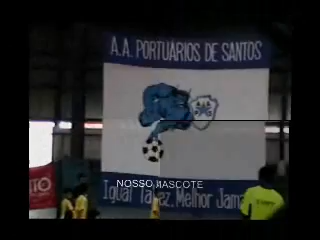 A.A. PORTUÁRIOS DE SANTOS
NOSSO MASCOTE
Igual Talvez, Melhor Jam